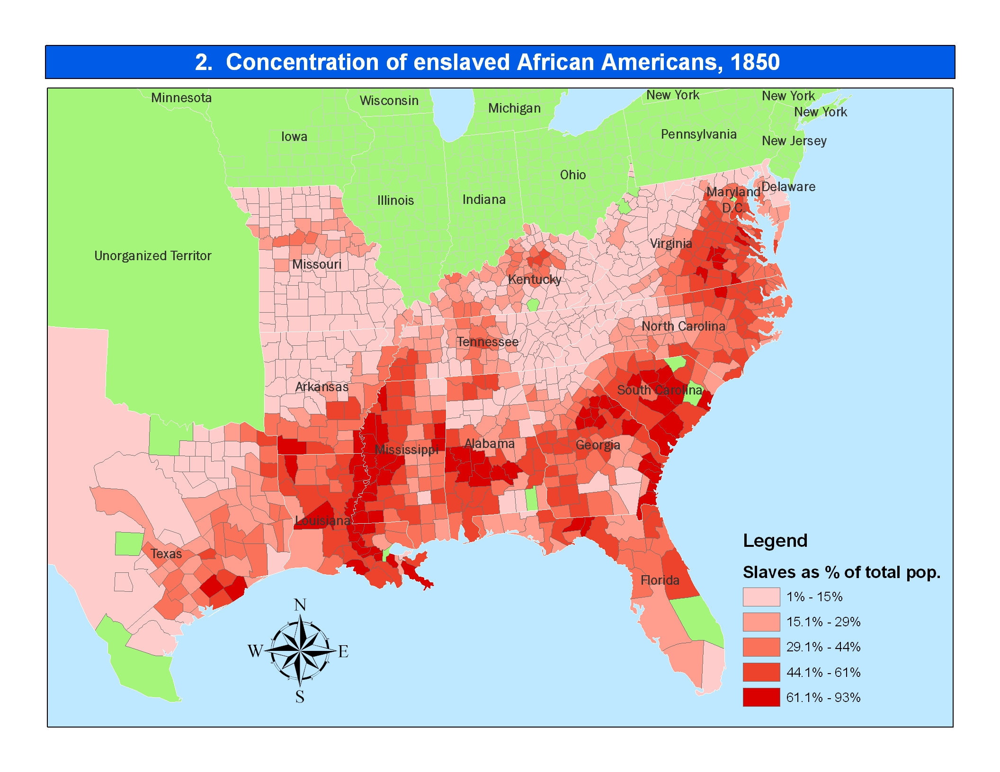 2. Concentration of enslaved African Americans, 1850
New York
New York
Minnesota
Wisconsin
Michigan
New York
Iowa
Pennsylvania
New Jersey
Ohio
Delaware
Maryland
Illinois
Indiana
D.C.
Virginia
Unorganized Territor
Missouri
Kentucky
North Carolina
Tennessee
Arkansas
South Carolina
Alabama
Georgia
Mississippi
Louisiana
Legend
Texas
Slaves as % of total pop.
Florida
1% - 15%
15.1% - 29%
29.1% - 44%
44.1% - 61%
61.1% - 93%
N
W
E
S